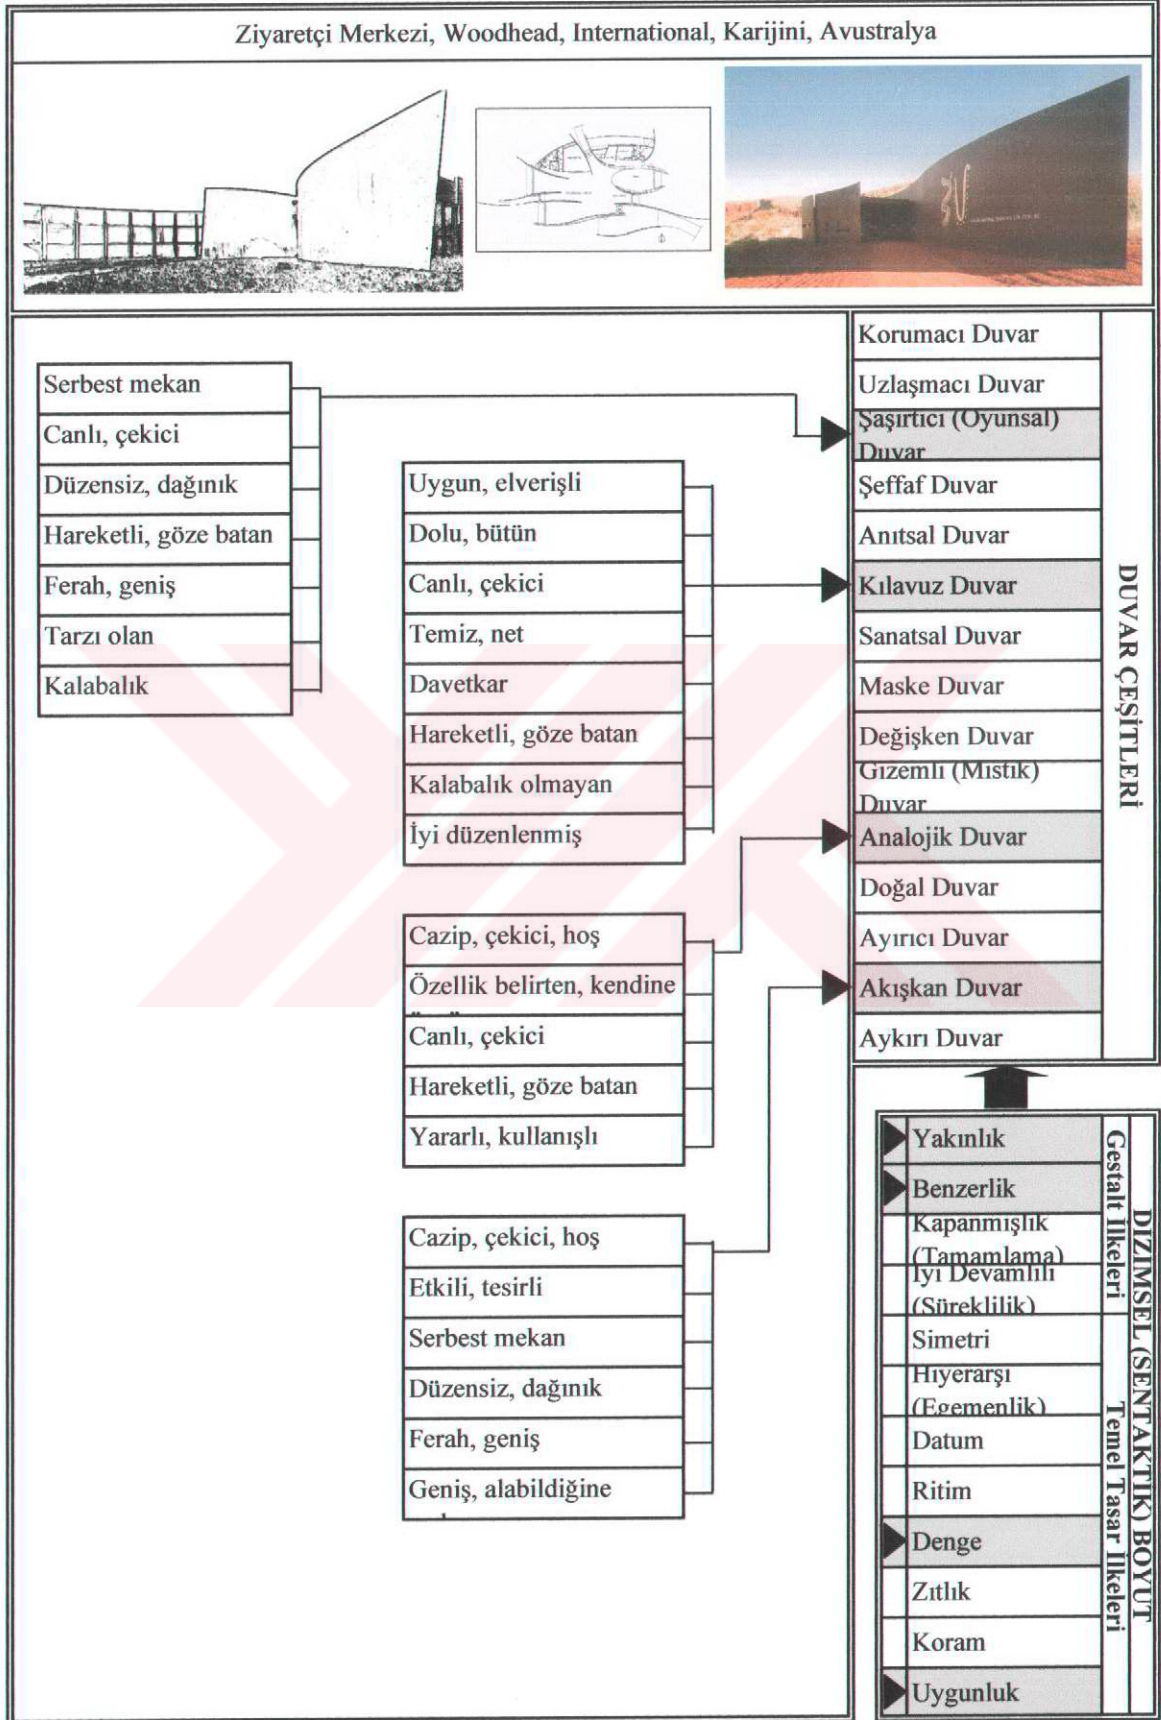 Ziyaretçi Merkezi, Woodhead, International, Karijini, Avustralya
Serbest mekan
Canlı, çekici
Düzensiz, dağınık
Hareketli, göze batan
Ferah, geniş
Tarzı olan
Kalabalık
Uygun, elverişli
Dolu, bütün
Canlı, çekici
Temiz, net
Davetkar
Hareketli, göze batan
Kalabalık olmayan
İyi düzenlenmiş
Cazip, çekici, hoş
Özellik belirten, kendine
Canlı, çekici
Hareketli, göze batan
Yararlı, kullanışlı
Cazip, çekici, hoş
Etkili, tesirli
Serbest mekan
Düzensiz, dağınık
Ferah, geniş
Geniş, alabildiğine
Korumacı Duvar
Uzlaşmacı Duvar
Şaşırtıcı (Oyunsal)
Duvar
Şeffaf Duvar
Anıtsal Duvar
Kılavuz Duvar
Sanatsal Duvar
Maske Duvar
Değişken Duvar
Gizemli (Mistik)
Duvar
Analojik Duvar
Doğal Duvar
Ayırıcı Duvar
Akışkan Duvar
Aykırı Duvar
DUVAR ÇEŞİTLERİ
Yakınlık
Benzerlik
Kapanmışlık
(Tamamlama)
İyi Devamlılı
(Süreklilik)
Simetri
Hiyerarşi
(Egemenlik)
Datum
Ritim
Denge
Zıtlık
Koram
Uygunluk
Gestalt İlkeleri
Temel Tasar İlkeleri
DİZİMSEL (SENTAKTİK) BOYUT